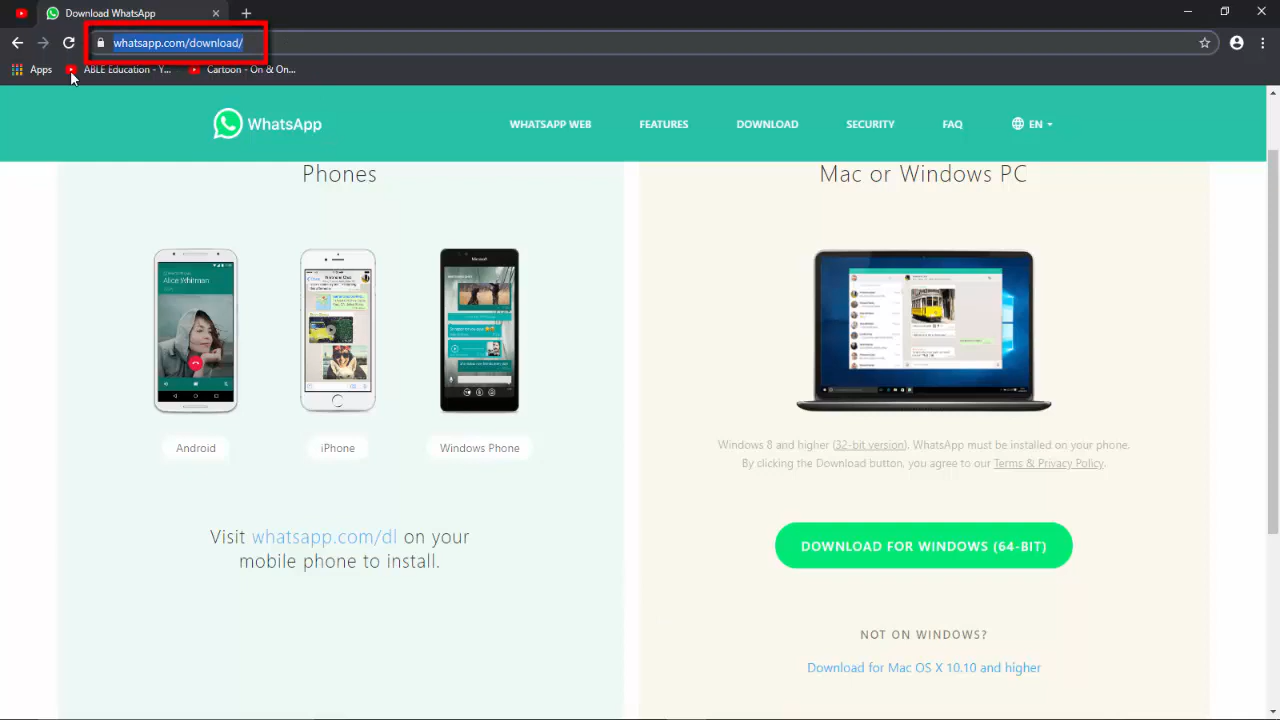 Download WhatsApp
whatsapp.com/download/
Apps ABLE Education - Y... Cartoon - On & On...
WhatsApp WHATSAPP WEB FEATURES DOWNLOAD SECURITY FAQ EN
Phones
Mac or Windows PC
Alice Whitman
Microsoft
Android iPhone Windows Phone
Windows 8 and higher (32-bit version). WhatsApp must be installed on your phone.
By clicking the Download button, you agree to our Terms & Privacy Policy.
Visit whatsapp.com/dl on your
mobile phone to install.
DOWNLOAD FOR WINDOWS (64-BIT)
NOT ON WINDOWS?
Download for Mac OS X 10.10 and higher